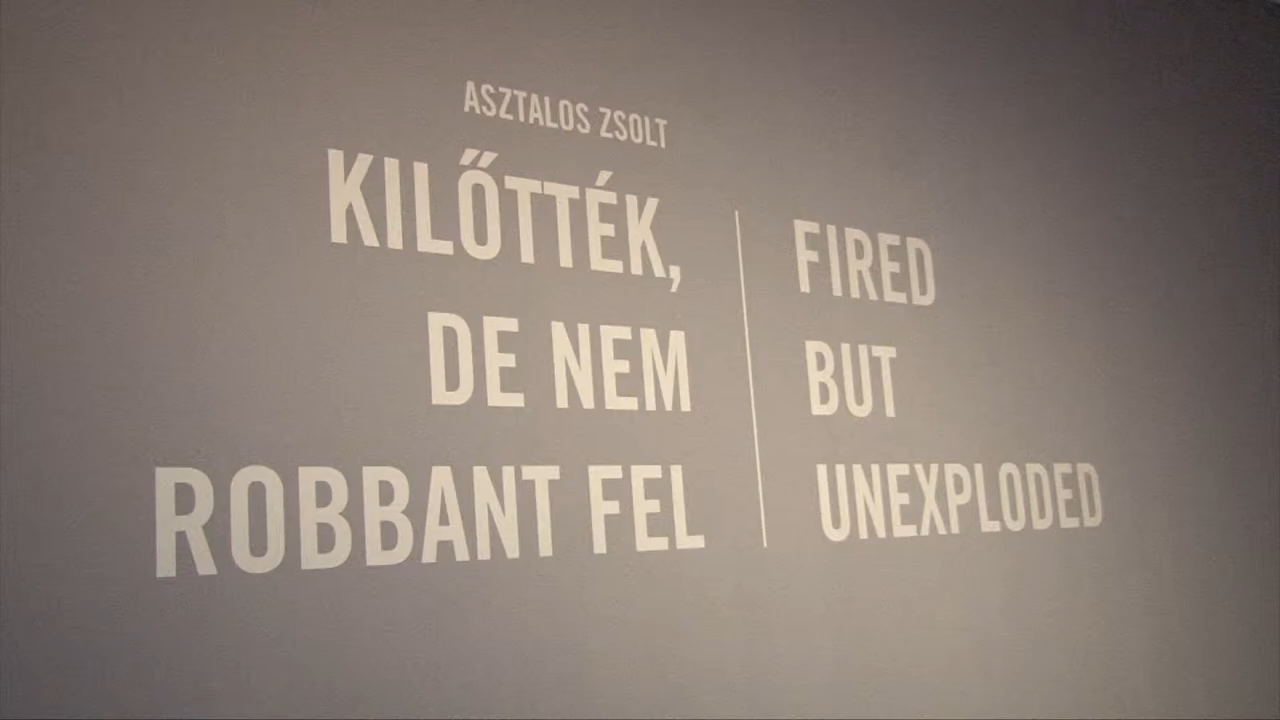 ASZTALOS ZSOLT
KILŐTTÉK,
DE NEM
ROBBANT FEL
FIRED
BUT
UNEXPLODED